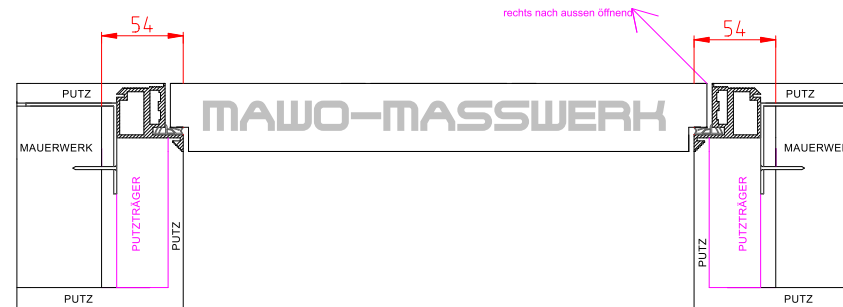 rechts nach aussen öffnend
54
54
PUTZ
PUTZ
MAWO-MASSWERK
MAUERWERK
MAUERWERK
PUTZTRÄGER
PUTZ
PUTZ
PUTZTRÄGER
PUTZ
PUTZ